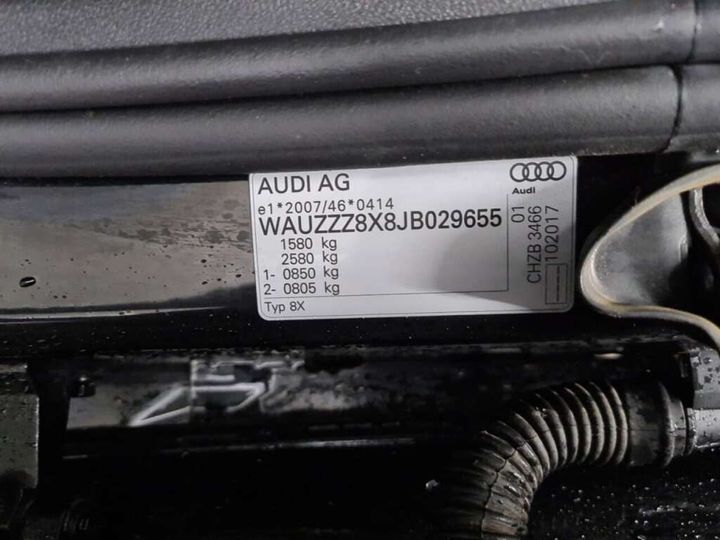 AUDI AG
e1*2007/46*0414
WAUZZZ8X8JB029655
1580 kg
2580 kg
1- 0850 kg
2- 0805 kg
Typ 8X
Audi
01
CHZB 3466
102017